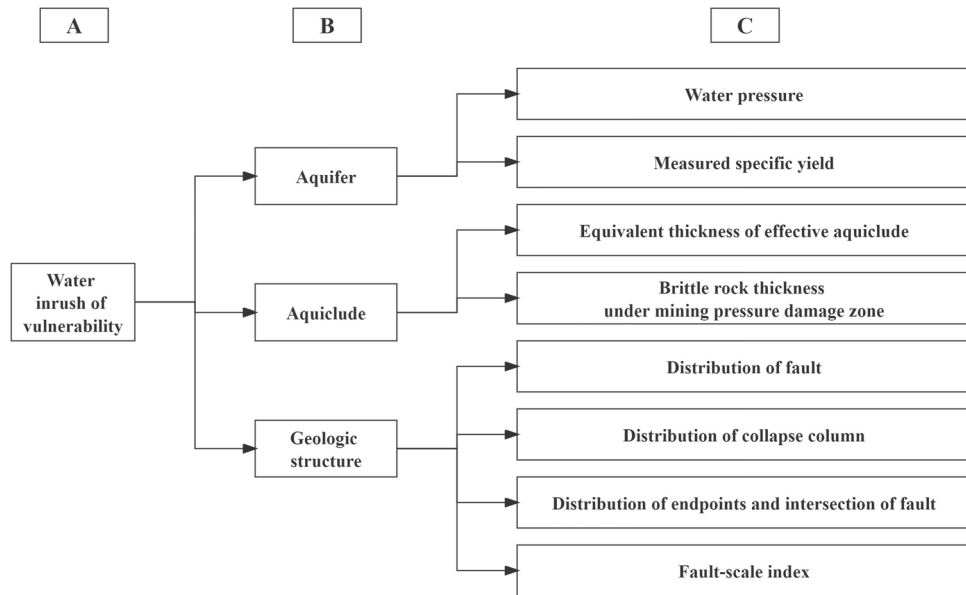 A
B
C
Water
inrush of
vulnerability
Aquifer
Aquiclude
Geologic
structure
Water pressure
Measured specific yield
Equivalent thickness of effective aquiclude
Brittle rock thickness
under mining pressure damage zone
Distribution of fault
Distribution of collapse column
Distribution of endpoints and intersection of fault
Fault-scale index